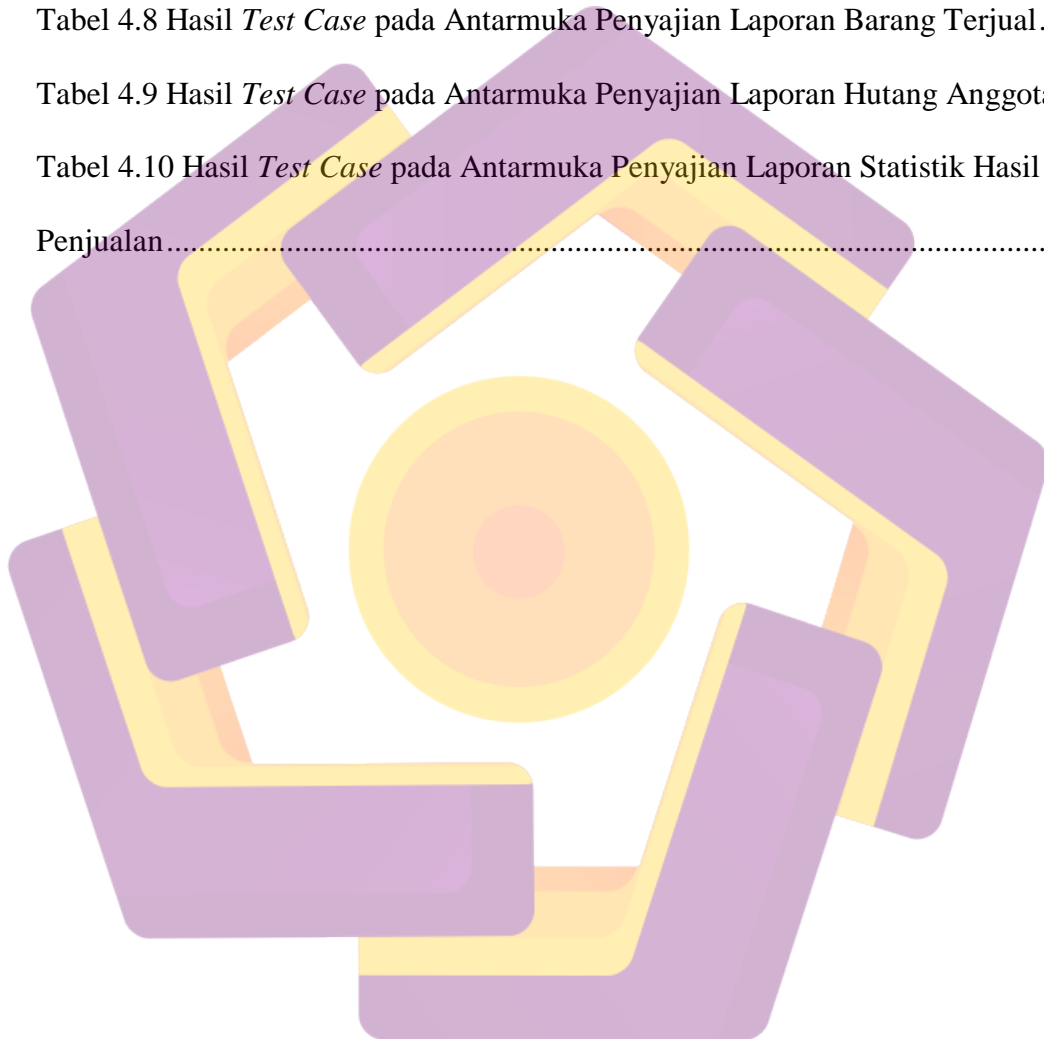 Tabel 4.8 Hasil Test Case pada Antarmuka Penyajian Laporan Barang Terjual.
Tabel 4.9 Hasil Test Case pada Antarmuka Penyajian Laporan Hutang Anggota
Tabel 4.10 Hasil Test Case pada Antarmuka Penyajian Laporan Statistik Hasil
Penjualan.......................................................................................................